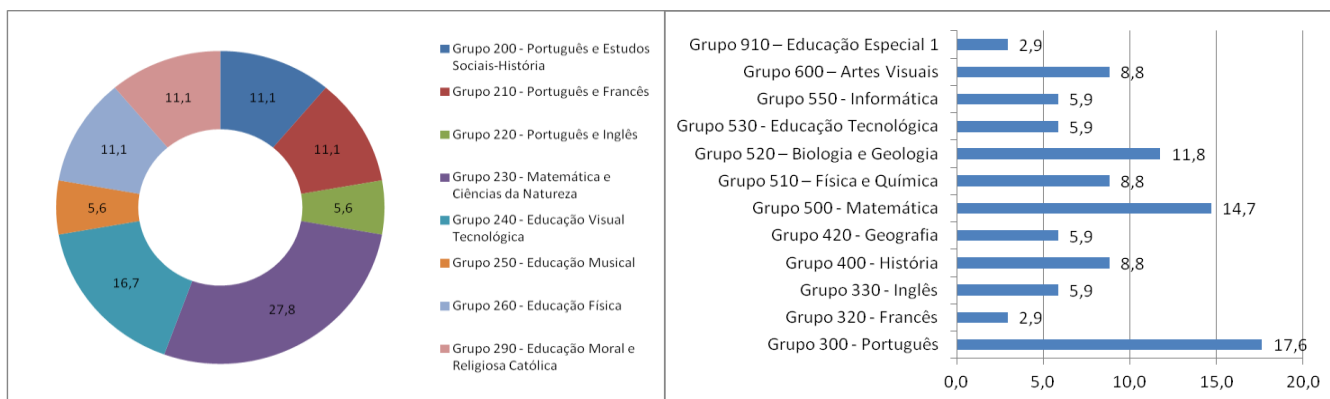 11,1
11,1
5,6
27,8
16,7
5,6
11,1
11,1
Grupo 200 - Português e Estudos
Sociais-História
Grupo 210 - Português e Francês
Grupo 220 - Português e Inglês
Grupo 230 - Matemática e
Ciências da Natureza
Grupo 240 - Educação Visual
Tecnológica
Grupo 250 - Educação Musical
Grupo 260 - Educação Física
Grupo 290 - Educação Moral e
Religiosa Católica
Grupo 910 – Educação Especial 1 2,9
Grupo 600 – Artes Visuais 8,8
Grupo 550 - Informática 5,9
Grupo 530 - Educação Tecnológica 5,9
Grupo 520 – Biologia e Geologia 11,8
Grupo 510 – Física e Química 8,8
Grupo 500 - Matemática 14,7
Grupo 420 - Geografia 5,9
Grupo 400 - História 8,8
Grupo 330 - Inglês 5,9
Grupo 320 - Francês 2,9
Grupo 300 - Português 17,6
0,0 5,0 10,0 15,0 20,0